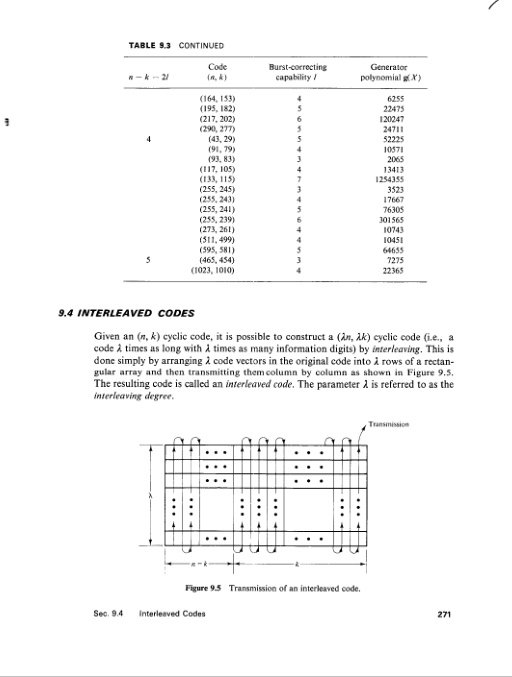 TABLE 9.3 CONTINUED
Code Burst-correcting Generator
n − k − 2l (n, k) capability l polynomial g(X)
(164, 153) 4 6255
(195, 182) 5 22475
(217, 202) 6 120247
(290, 277) 5 24711
4 (43, 29) 5 52225
(91, 79) 4 10571
(93, 83) 3 2065
(117, 105) 4 13413
(133, 115) 7 1254355
(255, 245) 3 3523
(255, 243) 4 17667
(255, 241) 5 76305
(255, 239) 6 301565
(273, 261) 4 10743
(511, 499) 4 10451
(595, 581) 5 64655
5 (465, 454) 3 7275
(1023, 1010) 4 22365
9.4 INTERLEAVED CODES
Given an (n, k) cyclic code, it is possible to construct a (λn, λk) cyclic code (i.e., a
code λ times as long with λ times as many information digits) by interleaving. This is
done simply by arranging λ code vectors in the original code into λ rows of a rectan-
gular array and then transmitting them column by column as shown in Figure 9.5.
The resulting code is called an interleaved code. The parameter λ is referred to as the
interleaving degree.
Transmission
λ
n − k k
Figure 9.5 Transmission of an interleaved code.
Sec. 9.4 Interleaved Codes 271